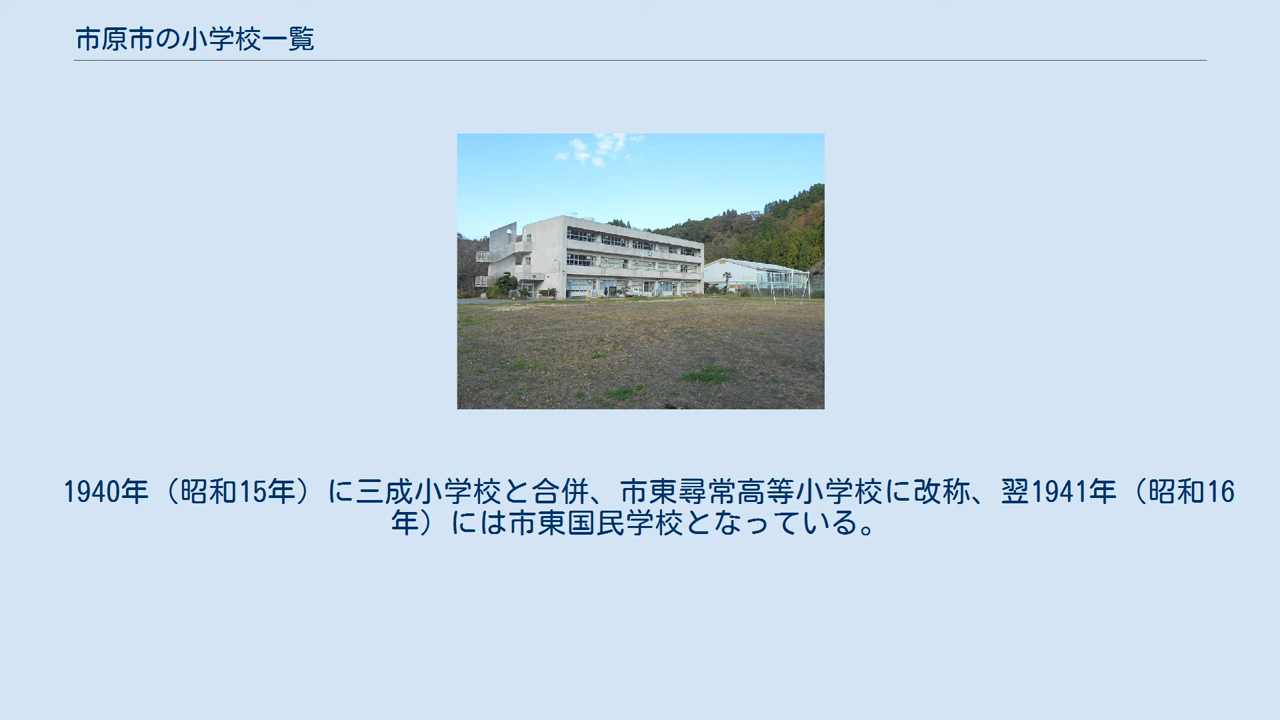 市原市の小学校一覧
1940年（昭和15年）に三成小学校と合併、市東尋常高等小学校に改称、翌1941年（昭和16
年）には市東国民学校となっている。